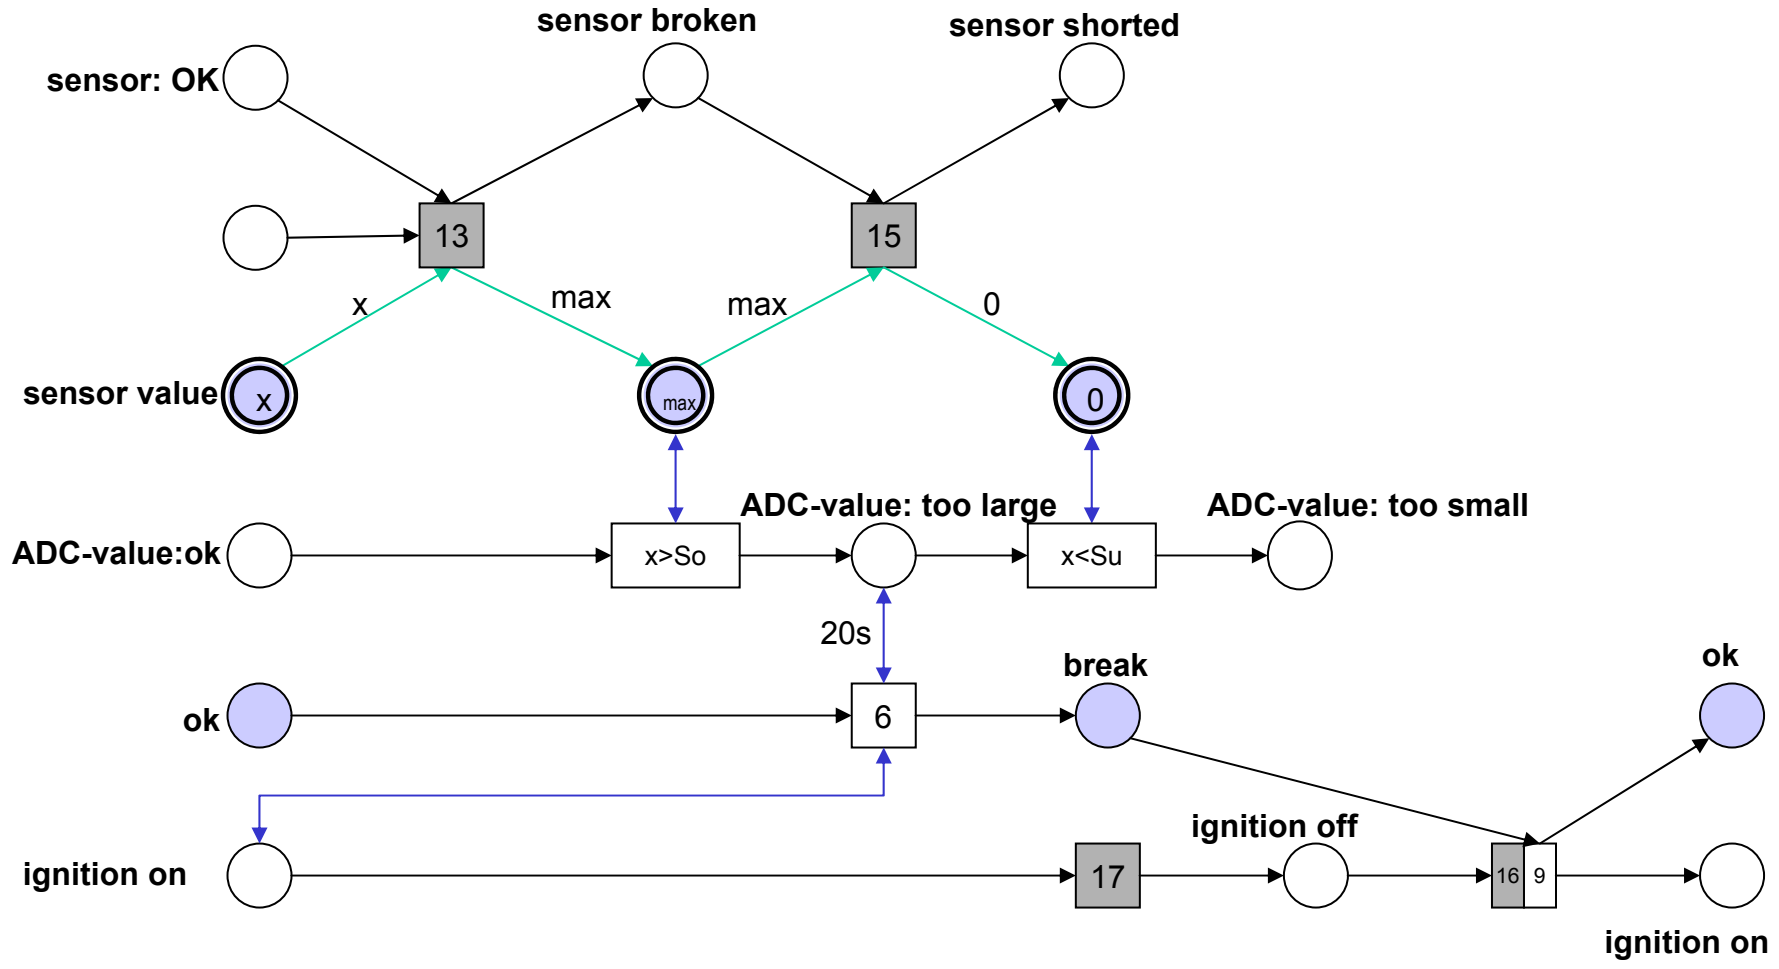 sensor broken
sensor shorted
sensor: OK
13
15
x
max
max
0
sensor value
x
max
0
ADC-value: too large
ADC-value: too small
ADC-value:ok
x>So
x<Su
20s
break
ok
ok
6
ignition off
ignition on
17
16
9
ignition on